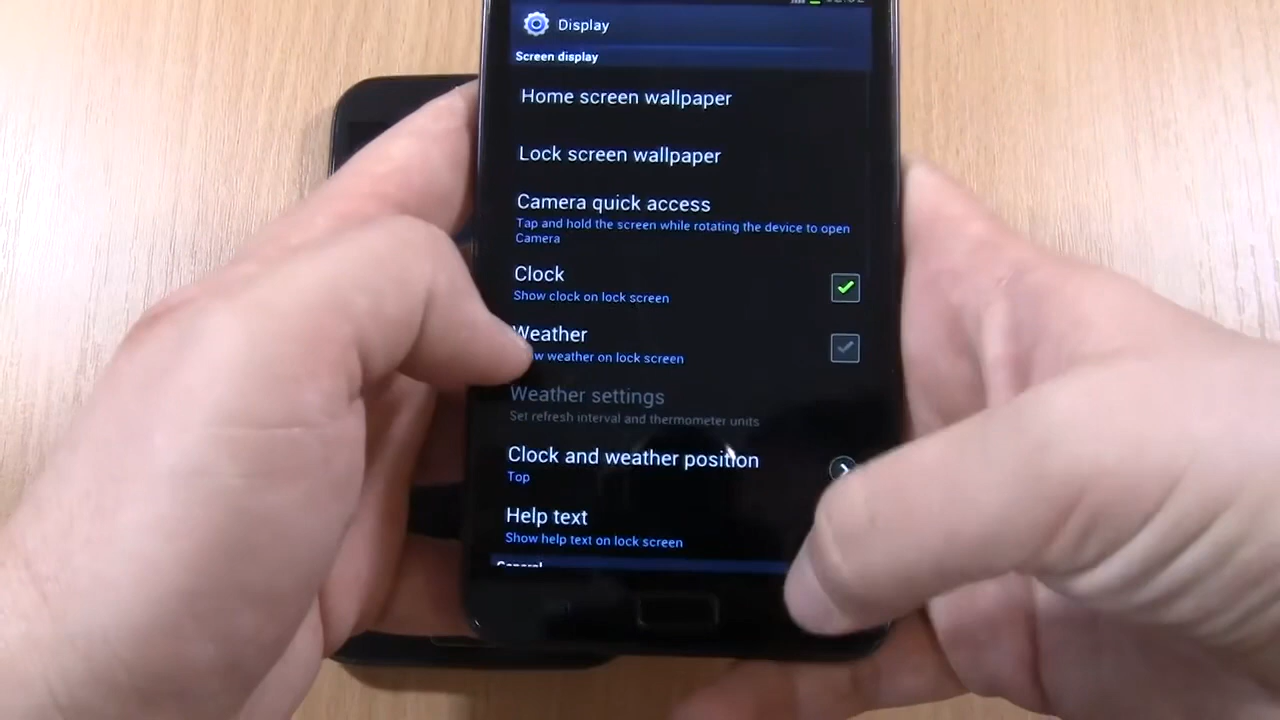 Display
Screen display
Home screen wallpaper
Lock screen wallpaper
Camera quick access
Tap and hold the screen while rotating the device to open
Camera
Clock
Show clock on lock screen
Weather
weather on lock screen
Weather settings
Set refresh interval and thermometer units
Clock and weather position
Top
Help text
Show help text on lock screen